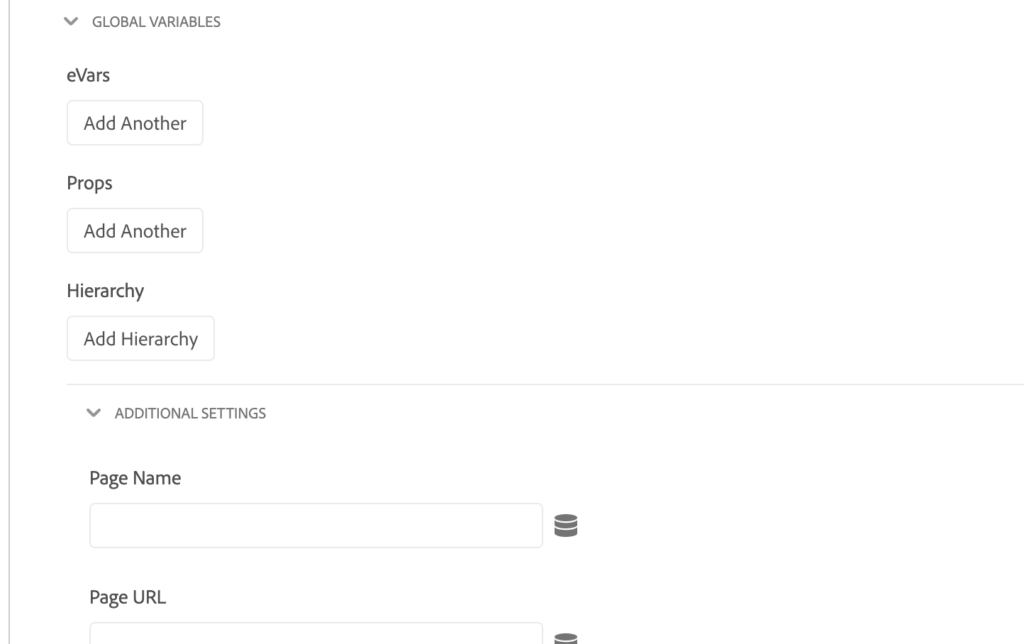 GLOBAL VARIABLES
eVars
Add Another
Props
Add Another
Hierarchy
Add Hierarchy
ADDITIONAL SETTINGS
Page Name
Page URL